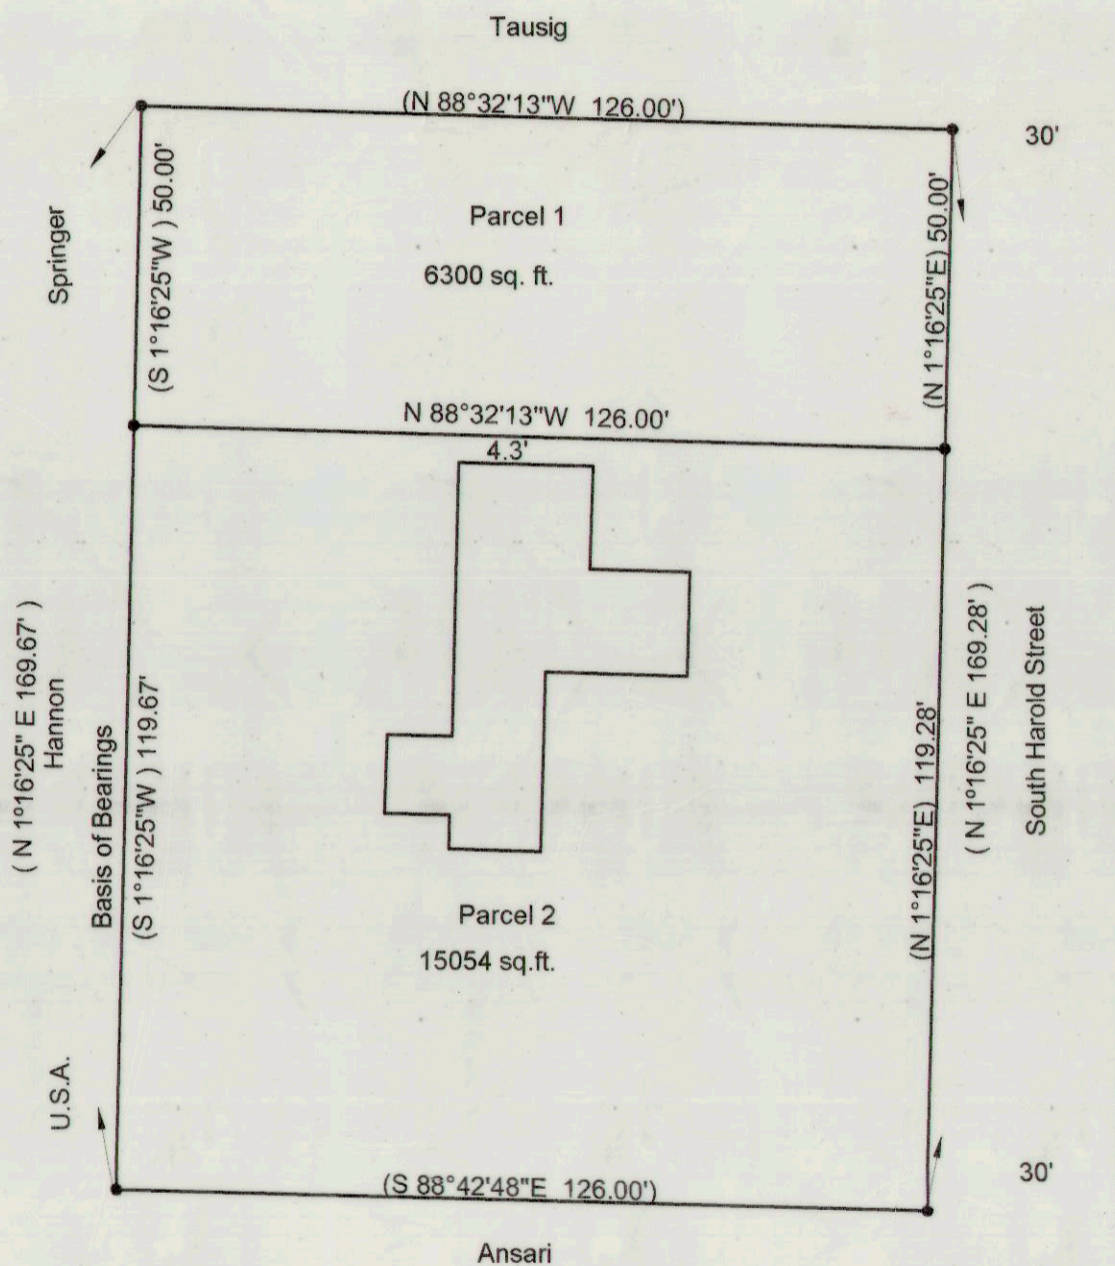 Tausig
(N 88°32'13"W 126.00')
30'
Springer
(S 1°16'25"W ) 50.00'
Parcel 1
6300 sq. ft.
(N 1°16'25"E) 50.00'
N 88°32'13"W 126.00'
4.3'
( N 1°16'25" E 169.67' )
Hannon
Basis of Bearings
(S 1°16'25"W ) 119.67'
(N 1°16'25"E) 119.28'
( N 1°16'25" E 169.28' )
South Harold Street
Parcel 2
15054 sq.ft.
U.S.A.
(S 88°42'48"E 126.00')
30'
Ansari